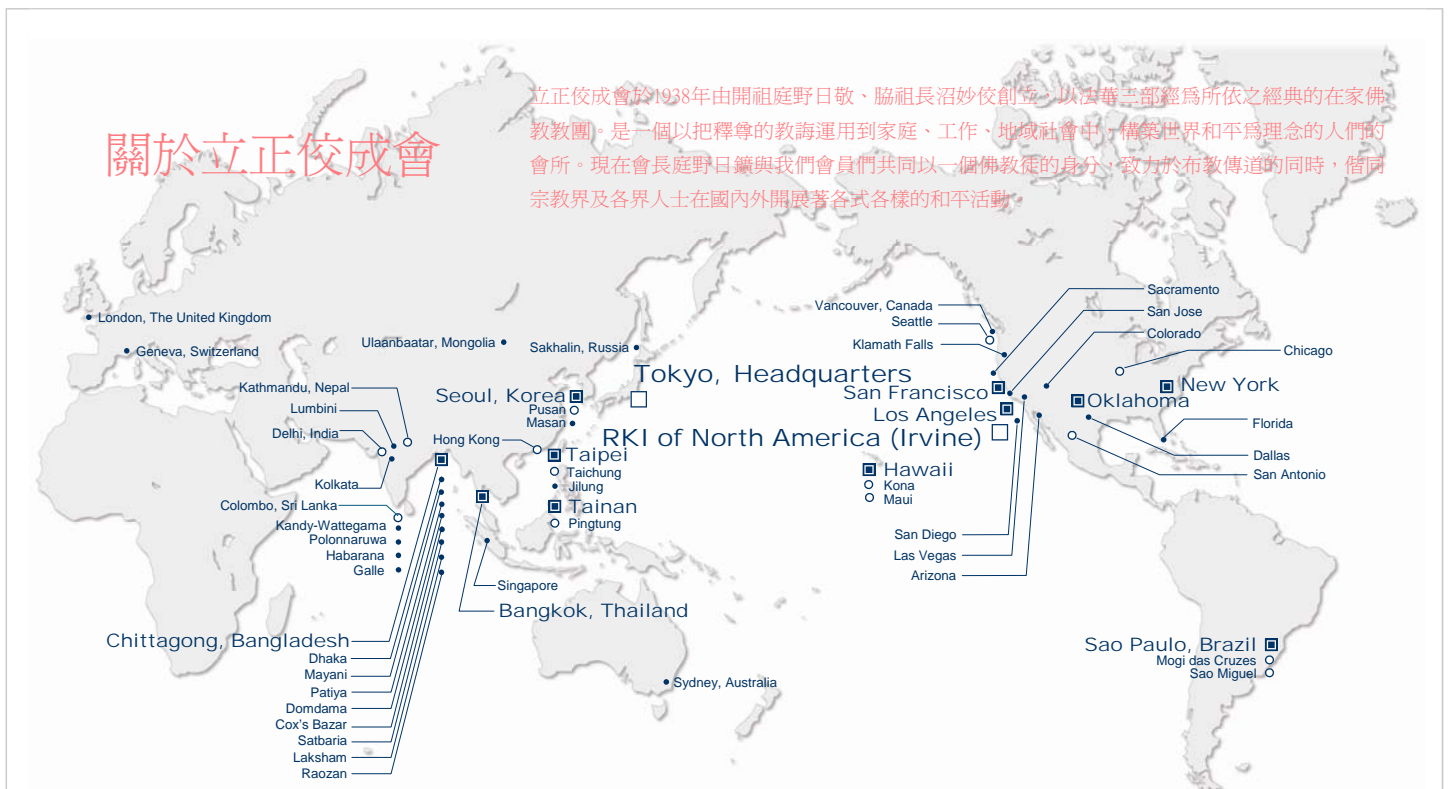 關於立正佼成會
立正佼成會於1938年由開祖庭野日敬、脇祖長沼妙佼創立。以法華三部經為所依之經典的在家佛
教教團。是一個以把釋尊的教誨運用到家庭、工作、地域社會中，構築世界和平為理念的人們的
會所。現在會長庭野日鑛與我們會員們共同以一個佛教徒的身分，致力於布教傳道的同時，偕同
宗教界及各界人士在國內外開展著各式各樣的和平活動。
London, The United Kingdom
Geneva, Switzerland
Ulaanbaatar, Mongolia
Sakhalin, Russia
Tokyo, Headquarters
Kathmandu, Nepal
Lumbini
Delhi, India
Kolkata
Seoul, Korea
Pusan
Masan
Hong Kong
Taipei
Taichung
Jilung
Tainan
Pingtung
Colombo, Sri Lanka
Kandy-Wattegama
Polonnaruwa
Habarana
Galle
Singapore
Bangkok, Thailand
Chittagong, Bangladesh
Dhaka
Mayani
Patiya
Domdama
Cox's Bazar
Satbaria
Laksham
Raozan
Sydney, Australia
Vancouver, Canada
Seattle
Klamath Falls
San Francisco
Los Angeles
RKI of North America (Irvine)
Hawaii
Kona
Maui
San Diego
Las Vegas
Arizona
Sacramento
San Jose
Colorado
Chicago
New York
Oklahoma
Florida
Dallas
San Antonio
Sao Paulo, Brazil
Mogi das Cruzes
Sao Miguel